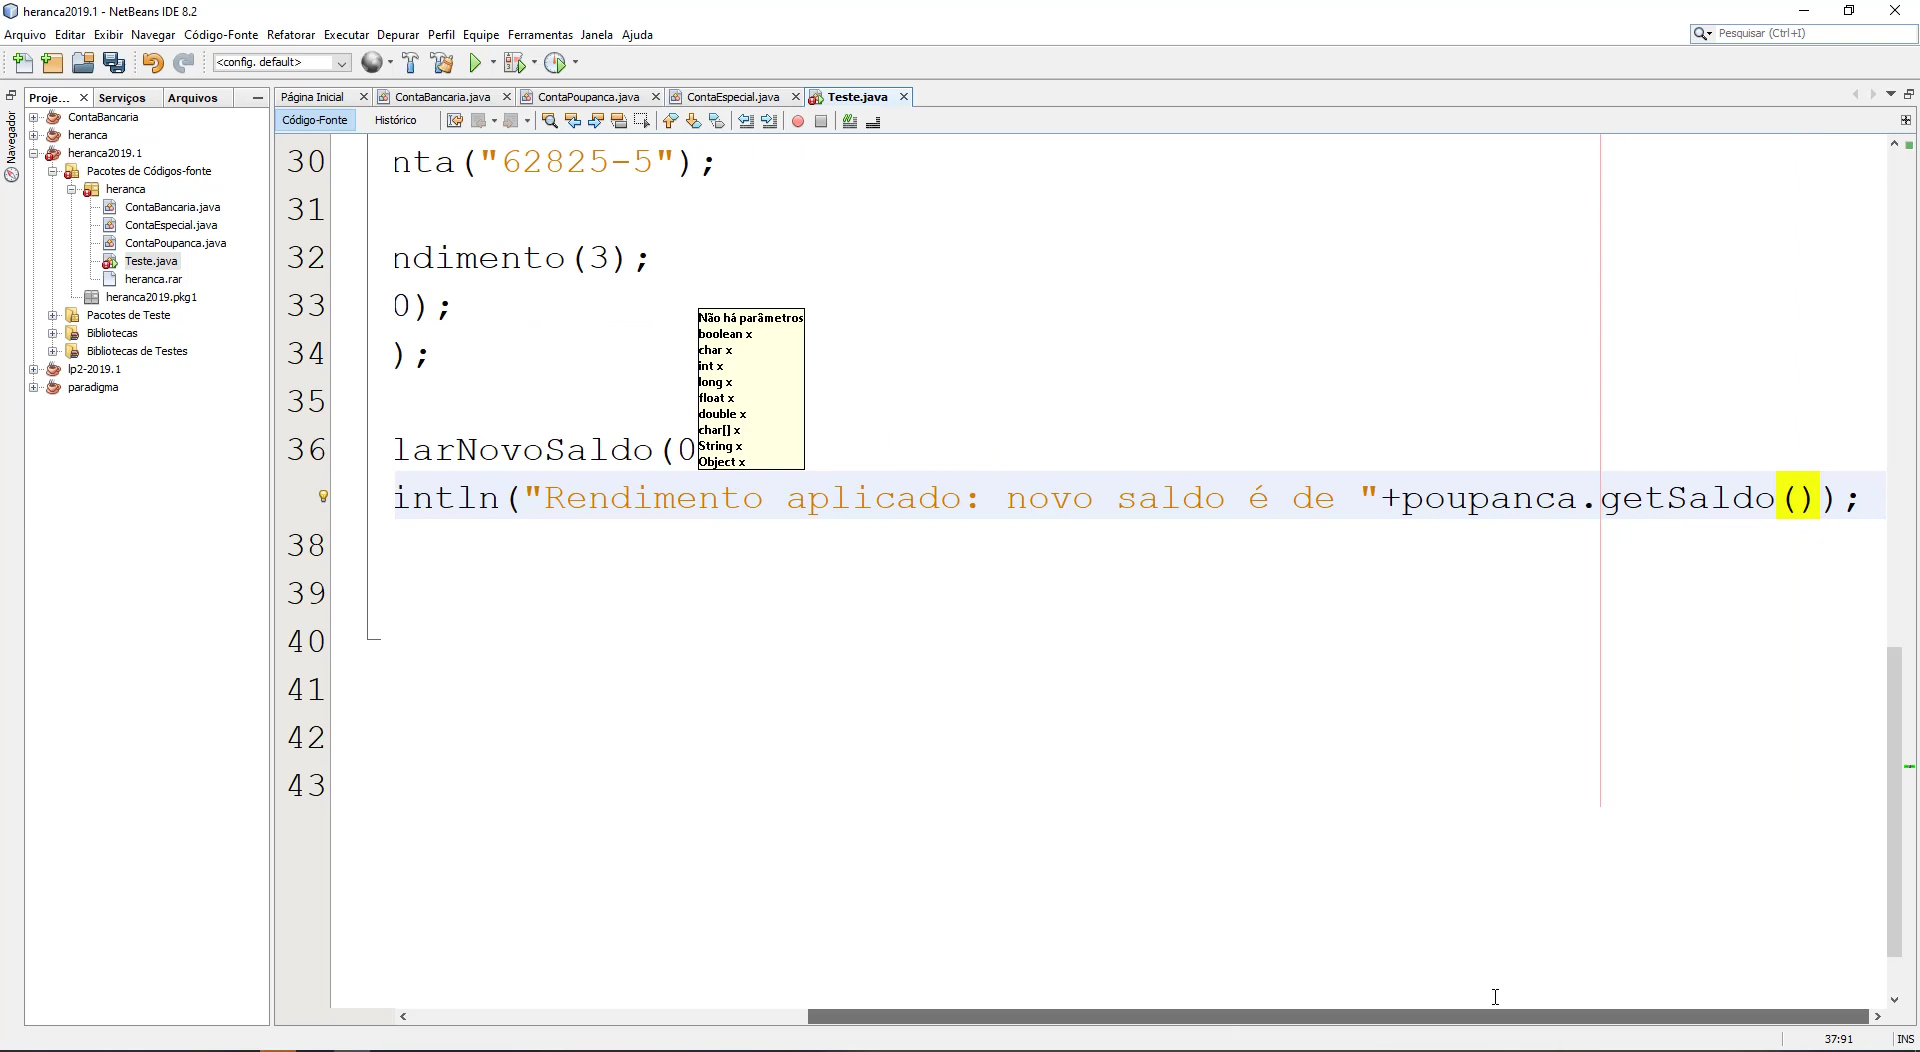 heranca2019.1 - NetBeans IDE 8.2
Arquivo Editar Exibir Navegar Código-Fonte Refatorar Executar Depurar Perfil Equipe Ferramentas Janela Ajuda
Pesquisar (Ctrl+I)
<config. default>
Proje... Serviços Arquivos
Página Inicial ContaBancaria.java ContaPoupanca.java ContaEspecial.java Teste.java
Código-Fonte Histórico
Navegador
ContaBancaria
heranca
heranca2019.1
Pacotes de Códigos-fonte
heranca
ContaBancaria.java
ContaEspecial.java
ContaPoupanca.java
Teste.java
heranca.rar
heranca2019.pkg1
Pacotes de Teste
Bibliotecas
Bibliotecas de Testes
lp2-2019.1
paradigma
30 nta("62825-5");
31
32 ndimento(3);
33 0);
34 );
35
36 larNovoSaldo(0
intln("Rendimento aplicado: novo saldo é de "+poupanca.getSaldo());
38
39
40
41
42
43
Não há parâmetros
boolean x
char x
int x
long x
float x
double x
char[] x
String x
Object x
37:91 INS